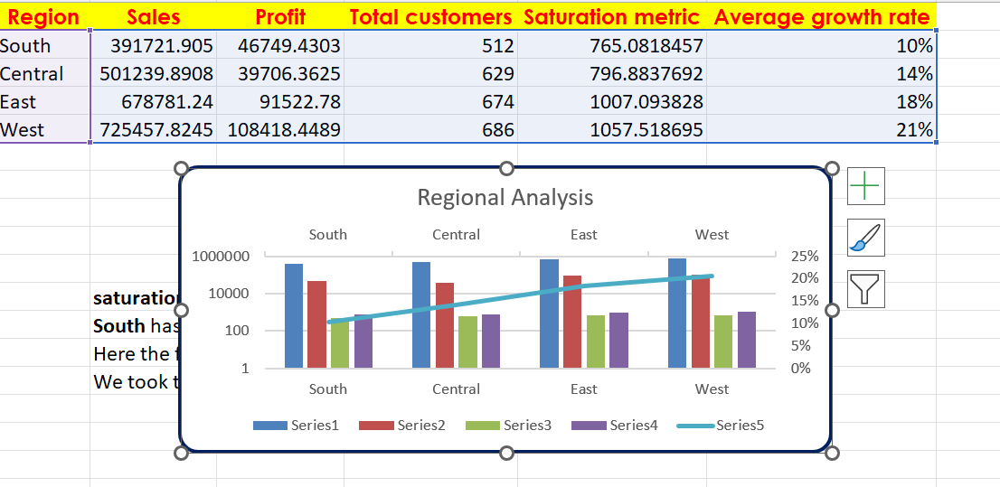 Region Sales Profit Total customers Saturation metric Average growth rate
South 391721.905 46749.4303 512 765.0818457 10%
Central 501239.8908 39706.3625 629 796.8837692 14%
East 678781.24 91522.78 674 1007.093828 18%
West 725457.8245 108418.4489 686 1057.518695 21%
Regional Analysis
South Central East West
1000000 25%
20%
10000 15%
100 10%
5%
1 0%
South Central East West
Series1 Series2 Series3 Series4 Series5
South has
Here the
We took